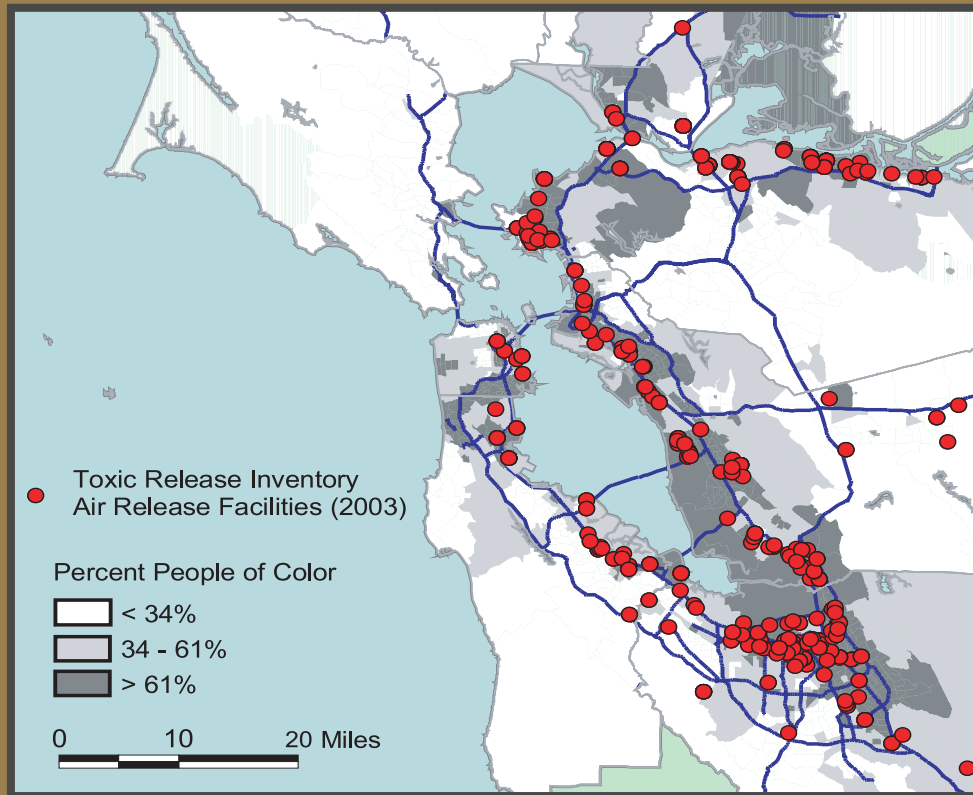 Toxic Release Inventory
Air Release Facilities (2003)
Percent People of Color
< 34%
34 - 61%
> 61%
0 10 20 Miles